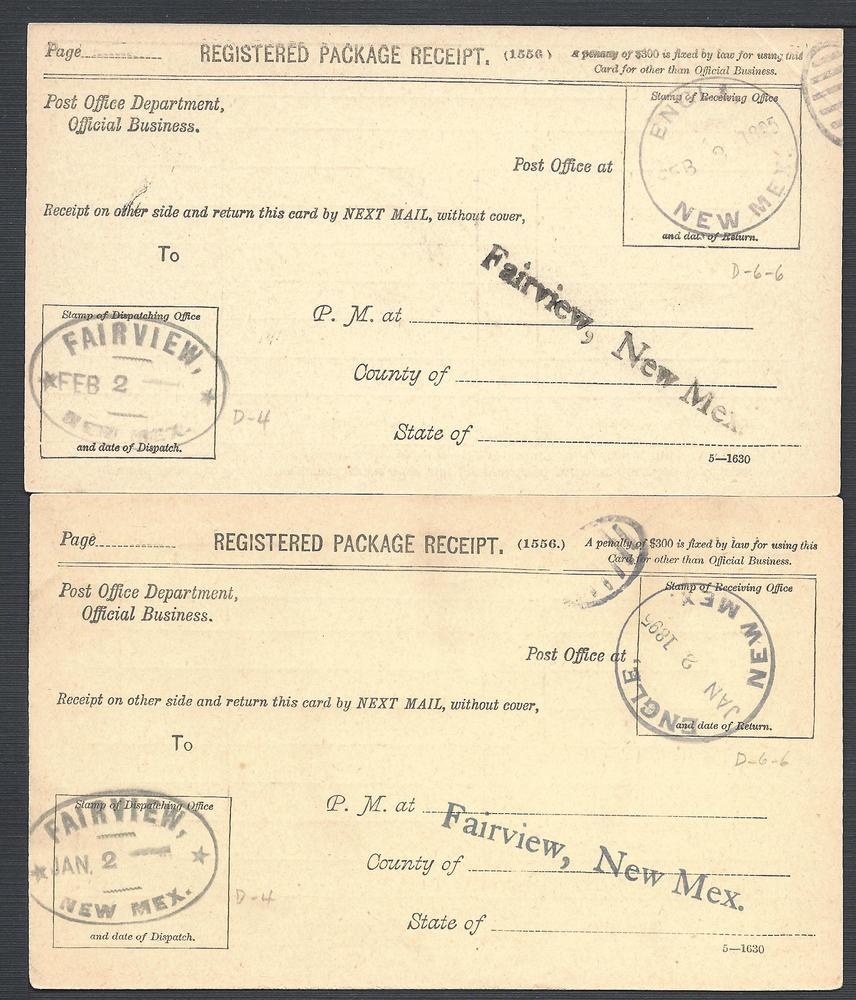 Page
REGISTERED PACKAGE RECEIPT. (1556)
A penalty of $300 is fixed by law for using this
Card for other than Official Business.
Post Office Department,
Official Business.
Stamp of Receiving Office
ENGL
FEB 2 1895
NEW MEX.
and date of Return.
Post Office at
Receipt on other side and return this card by NEXT MAIL, without cover,
To
D-6-6
Fairview, New Mex.
Stamp of Dispatching Office
FAIRVIEW,
FEB 2
NEW MEX.
and date of Dispatch.
D-4
P. M. at
County of
State of
5—1630
Page
REGISTERED PACKAGE RECEIPT. (1556.)
A penalty of $300 is fixed by law for using this
Card for other than Official Business.
Post Office Department,
Official Business.
Stamp of Receiving Office
ENGLE,
JAN 2 1895
NEW MEX.
and date of Return.
Post Office at
Receipt on other side and return this card by NEXT MAIL, without cover,
To
D-6-6
Stamp of Dispatching Office
FAIRVIEW,
JAN. 2
NEW MEX.
and date of Dispatch.
D-4
P. M. at
Fairview, New Mex.
County of
State of
5—1630